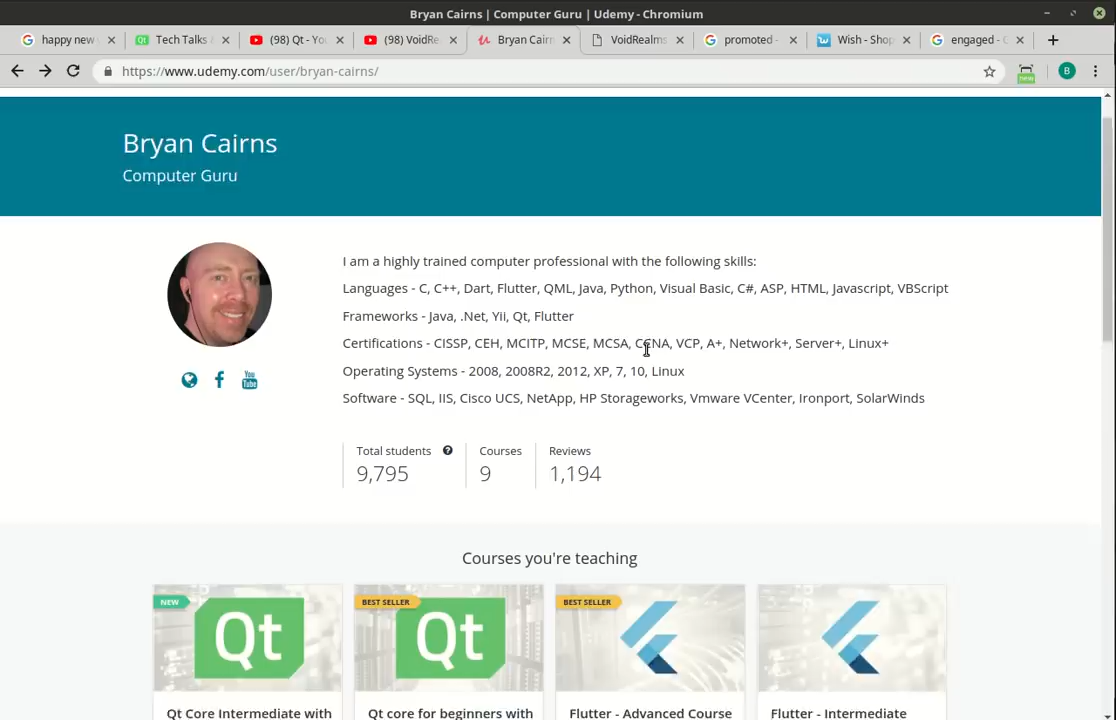 Bryan Cairns | Computer Guru | Udemy - Chromium
happy new
Tech Talks &
(98) Qt - Yo
(98) VoidRe
Bryan Cairn
VoidRealms
promoted -
Wish - Shop
engaged - G
https://www.udemy.com/user/bryan-cairns/
B
new
Bryan Cairns
Computer Guru
I am a highly trained computer professional with the following skills:
Languages - C, C++, Dart, Flutter, QML, Java, Python, Visual Basic, C#, ASP, HTML, Javascript, VBScript
Frameworks - Java, .Net, Yii, Qt, Flutter
Certifications - CISSP, CEH, MCITP, MCSE, MCSA, CCNA, VCP, A+, Network+, Server+, Linux+
Operating Systems - 2008, 2008R2, 2012, XP, 7, 10, Linux
Software - SQL, IIS, Cisco UCS, NetApp, HP Storageworks, Vmware VCenter, Ironport, SolarWinds
You Tube
Total students ? Courses Reviews
9,795 9 1,194
Courses you're teaching
NEW
BEST SELLER
BEST SELLER
Qt
Qt
Qt Core Intermediate with
Qt core for beginners with
Flutter - Advanced Course
Flutter - Intermediate